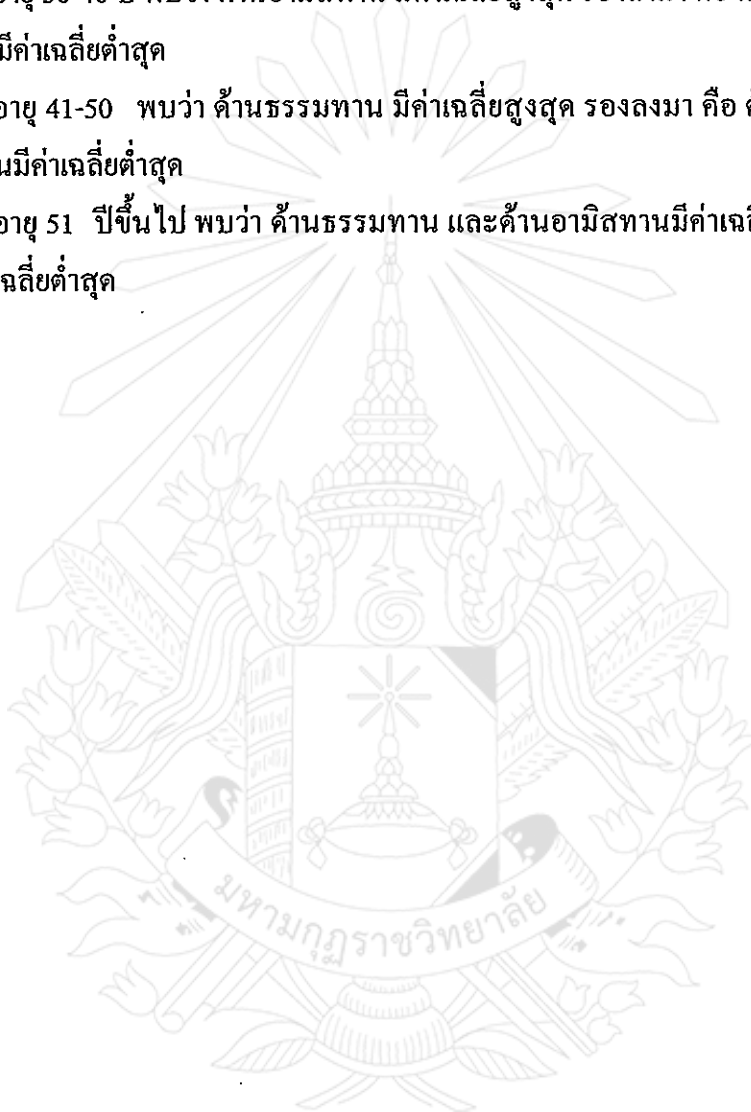 มีค่าเฉลี่ยต่ำสุด
อายุ 41-50 พบว่า ด้านธรรมทาน มีค่าเฉลี่ยสูงสุด รองลงมา คือ
นมีค่าเฉลี่ยต่ำสุด
อายุ 51 ปีขึ้นไป พบว่า ด้านธรรมทาน และด้านอามิสทานมีค่าเฉลี
ฉลี่ยต่ำสุด
มหามกุฏราชวิทยาลัย